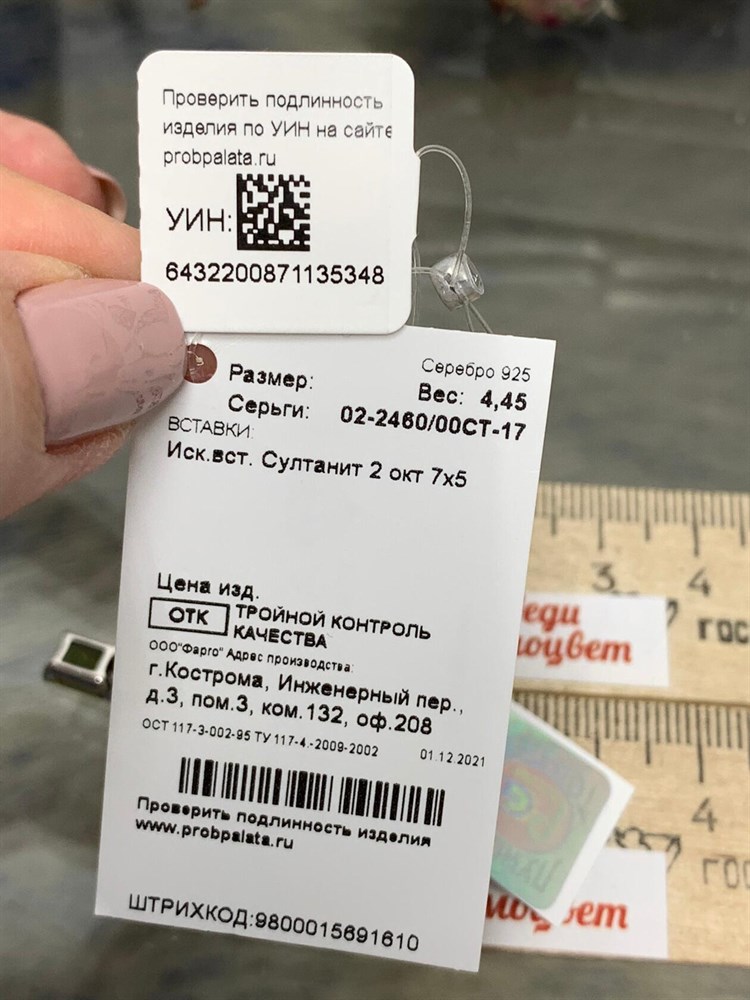 Проверить подлинность
изделия по УИН на сайте
probpalata.ru
УИН:
6432200871135348
Серебро 925
Размер:
Вес: 4,45
Серьги: 02-2460/00СТ-17
ВСТАВКИ:
Иск.вст. Султанит 2 окт 7х5
Цена изд.
ОТК ТРОЙНОЙ КОНТРОЛЬ
КАЧЕСТВА
ООО"Фарго" Адрес производства:
г.Кострома, Инженерный пер.,
д.3, пом.3, ком.132, оф.208
ОСТ 117-3-002-95 ТУ 117-4.-2009-2002 01.12.2021
Проверить подлинность изделия
www.probpalata.ru
ШТРИХКОД:9800015691610
3 4
гос
4
гос